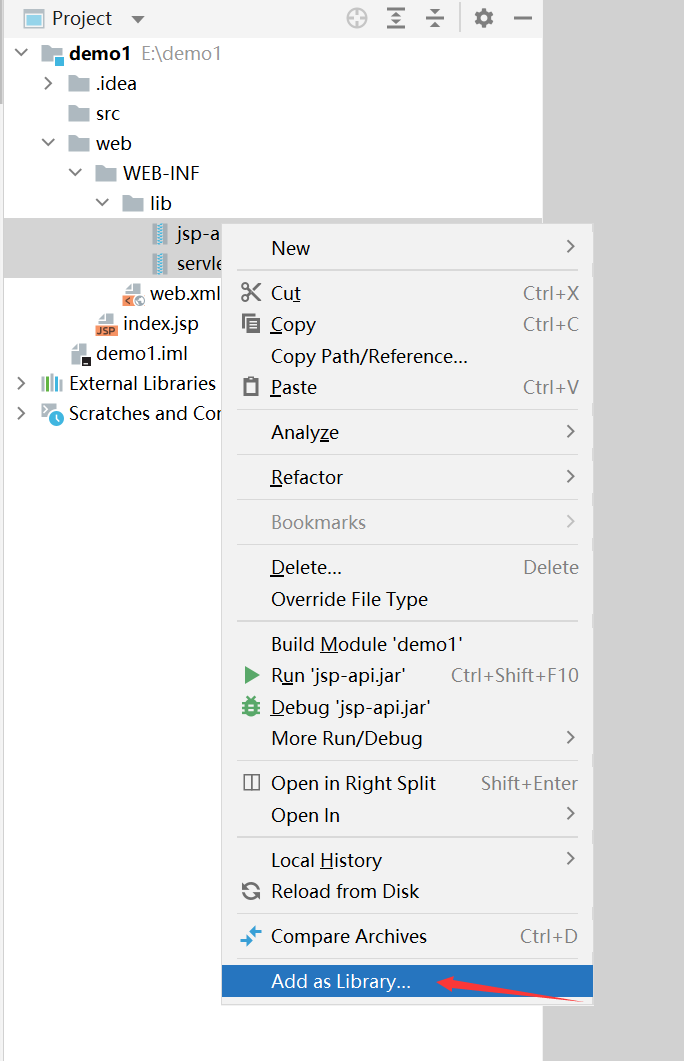 Project
demo1 E:\demo1
.idea
src
web
WEB-INF
lib
jsp-a
servle
web.xml
index.jsp
JSP
demo1.iml
External Libraries
Scratches and Con
New
Cut Ctrl+X
Copy Ctrl+C
Copy Path/Reference...
Paste Ctrl+V
Analyze
Refactor
Bookmarks
Delete... Delete
Override File Type
Build Module 'demo1'
Run 'jsp-api.jar' Ctrl+Shift+F10
Debug 'jsp-api.jar'
More Run/Debug
Open in Right Split Shift+Enter
Open In
Local History
Reload from Disk
Compare Archives Ctrl+D
Add as Library...